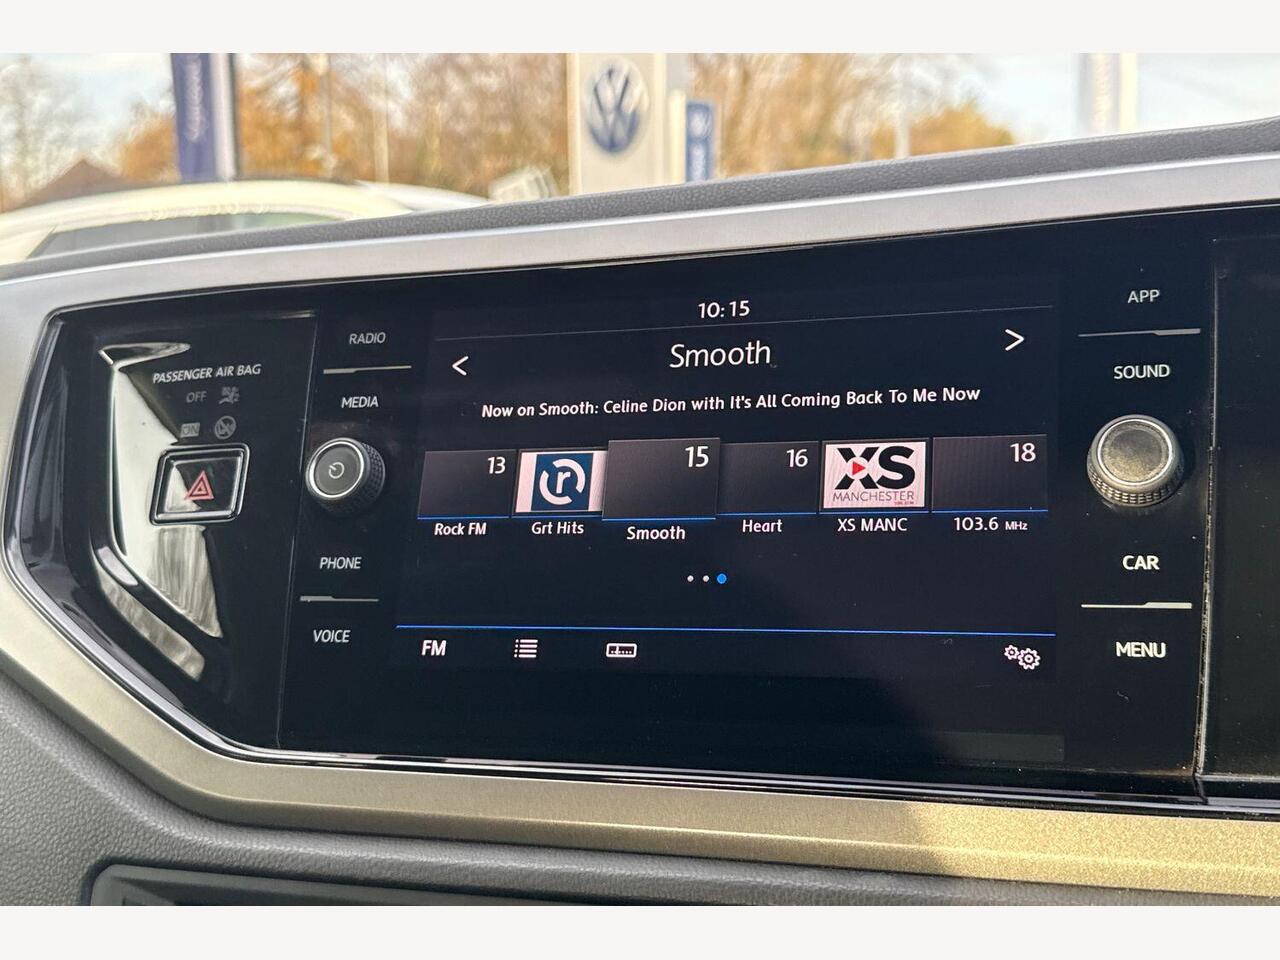 10:15
RADIO
APP
<
Smooth
>
PASSENGER AIR BAG
OFF
ON
MEDIA
SOUND
Now on Smooth: Celine Dion with It's All Coming Back To Me Now
13
r
15
16
XS
MANCHESTER
18
Rock FM
Grt Hits
Smooth
Heart
XS MANC
103.6 MHz
PHONE
CAR
VOICE
FM
MENU
VW